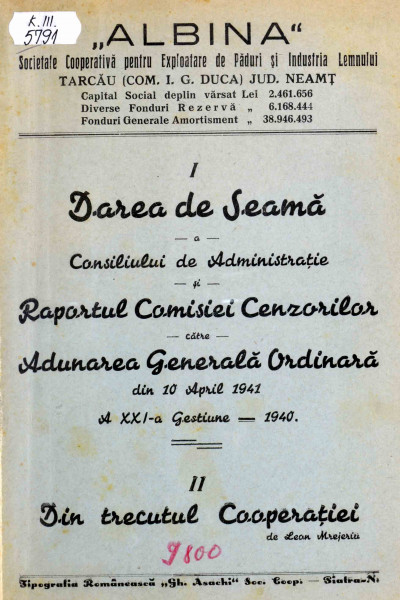 K. III.
5791
„ALBINA"
Societate Cooperativă pentru Exploatare de Păduri și Industria Lemnului
TARCĂU (COM. I. G. DUCA) JUD. NEAMȚ
Capital Social deplin vărsat Lei 2.461.656
Diverse Fonduri Rezervă „ 6.168.444
Fonduri Generale Amortisment „ 38.946.493
I
Darea de Seamă
— a —
Consiliului de Administrație
— și —
Raportul Comisiei Cenzorilor
— către —
Adunarea Generală Ordinară
din 10 April 1941
A XXI-a Gestiune — 1940.
II
Din trecutul Cooperației
de Leon Mrejeriu
9800
Tipografia Românească „Gh. Asachi" Soc. Coop. — Piatra-N